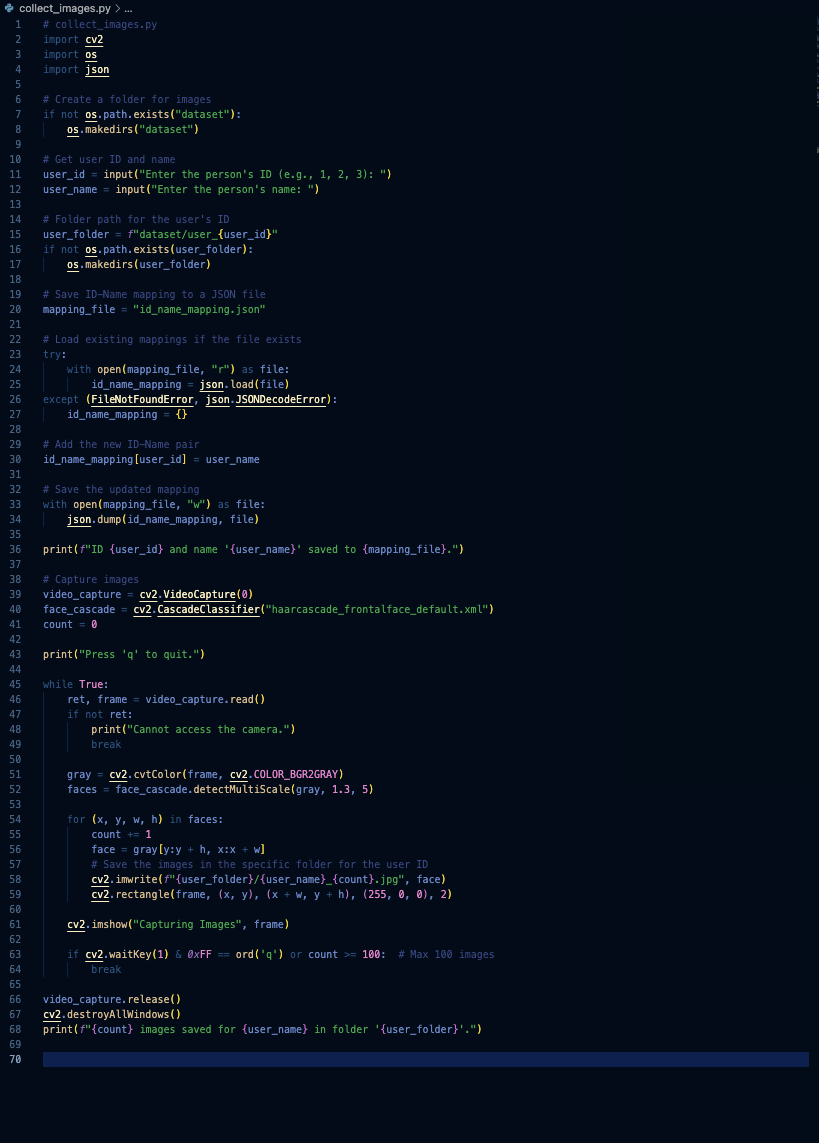 collect_images.py > ...
1 # collect_images.py
2 import cv2
3 import os
4 import json
5
6 # Create a folder for images
7 if not os.path.exists("dataset"):
8     os.makedirs("dataset")
9
10 # Get user ID and name
11 user_id = input("Enter the person's ID (e.g., 1, 2, 3): ")
12 user_name = input("Enter the person's name: ")
13
14 # Folder path for the user's ID
15 user_folder = f"dataset/user_{user_id}"
16 if not os.path.exists(user_folder):
17     os.makedirs(user_folder)
18
19 # Save ID-Name mapping to a JSON file
20 mapping_file = "id_name_mapping.json"
21
22 # Load existing mappings if the file exists
23 try:
24     with open(mapping_file, "r") as file:
25         id_name_mapping = json.load(file)
26 except (FileNotFoundError, json.JSONDecodeError):
27     id_name_mapping = {}
28
29 # Add the new ID-Name pair
30 id_name_mapping[user_id] = user_name
31
32 # Save the updated mapping
33 with open(mapping_file, "w") as file:
34     json.dump(id_name_mapping, file)
35
36 print(f"ID {user_id} and name '{user_name}' saved to {mapping_file}.")
37
38 # Capture images
39 video_capture = cv2.VideoCapture(0)
40 face_cascade = cv2.CascadeClassifier("haarcascade_frontalface_default.xml")
41 count = 0
42
43 print("Press 'q' to quit.")
44
45 while True:
46     ret, frame = video_capture.read()
47     if not ret:
48         print("Cannot access the camera.")
49         break
50
51     gray = cv2.cvtColor(frame, cv2.COLOR_BGR2GRAY)
52     faces = face_cascade.detectMultiScale(gray, 1.3, 5)
53
54     for (x, y, w, h) in faces:
55         count += 1
56         face = gray[y:y + h, x:x + w]
57         # Save the images in the specific folder for the user ID
58         cv2.imwrite(f"{user_folder}/{user_name}_{count}.jpg", face)
59         cv2.rectangle(frame, (x, y), (x + w, y + h), (255, 0, 0), 2)
60
61     cv2.imshow("Capturing Images", frame)
62
63     if cv2.waitKey(1) & 0xFF == ord('q') or count >= 100:  # Max 100 images
64         break
65
66 video_capture.release()
67 cv2.destroyAllWindows()
68 print(f"{count} images saved for {user_name} in folder '{user_folder}'.")
69
70